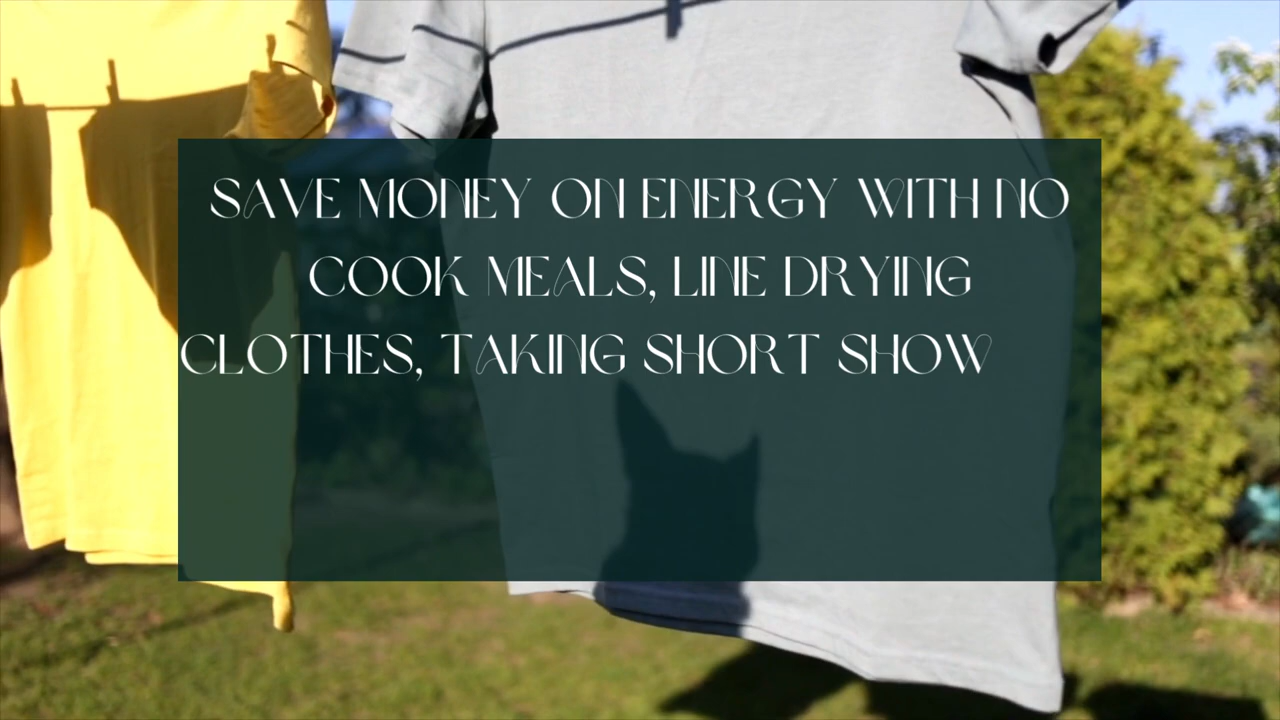 SAVE MONEY ON ENERGY WITH NO
COOK MEALS, LINE DRYING
CLOTHES, TAKING SHORT SHOW